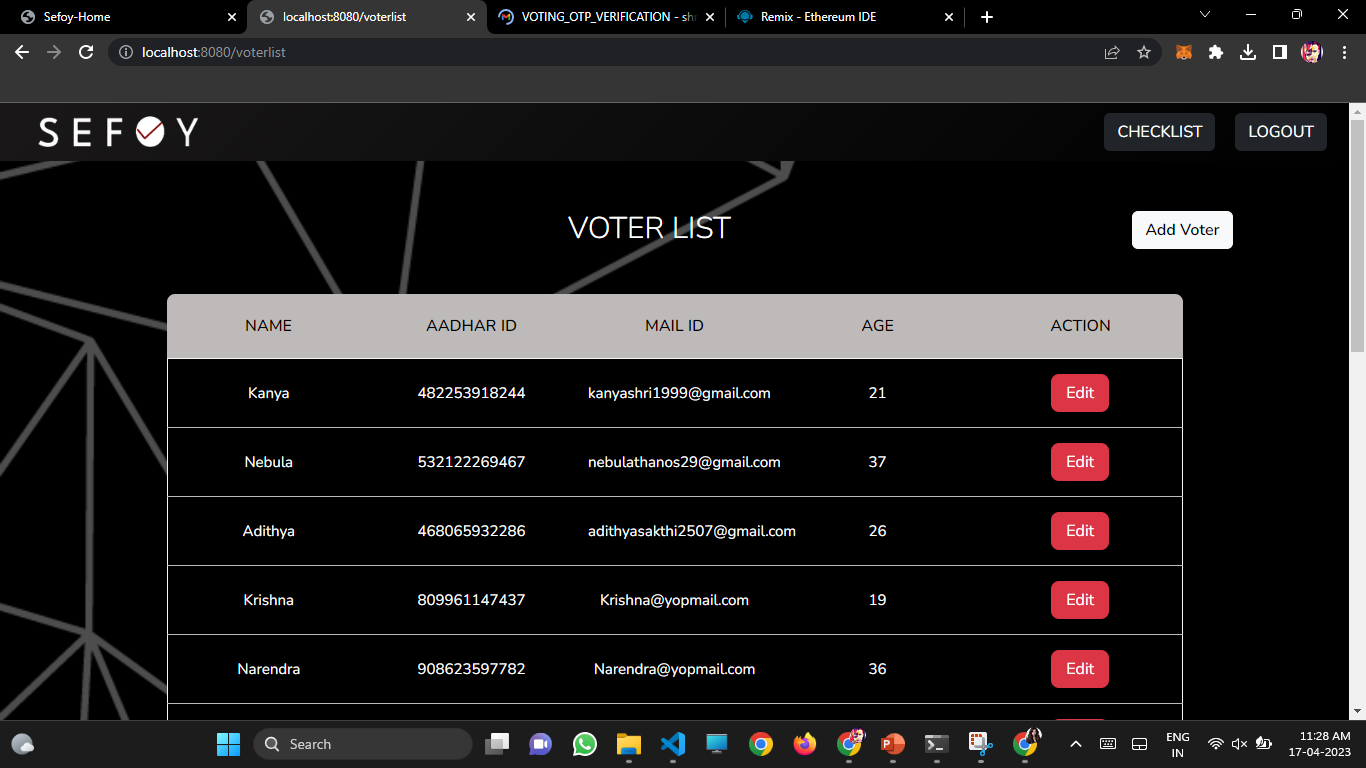 Sefoy-Home
localhost:8080/voterlist
VOTING_OTP_VERIFICATION - shr
Remix - Ethereum IDE
localhost:8080/voterlist
SEFOY
CHECKLIST
LOGOUT
VOTER LIST
Add Voter
NAME AADHAR ID MAIL ID AGE ACTION
Kanya 482253918244 kanyashri1999@gmail.com 21 Edit
Nebula 532122269467 nebulathanos29@gmail.com 37 Edit
Adithya 468065932286 adithyasakthi2507@gmail.com 26 Edit
Krishna 809961147437 Krishna@yopmail.com 19 Edit
Narendra 908623597782 Narendra@yopmail.com 36 Edit
Search
ENG
IN
11:28 AM
17-04-2023